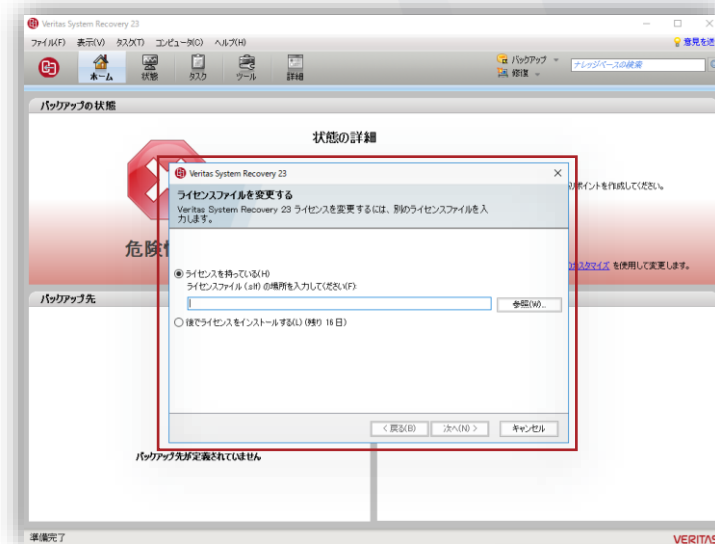 Veritas System Recovery 23
ファイル(F) 表示(V) タスク(T) コンピュータ(C) ヘルプ(H)
意見を送
ホーム
状態
タスク
ツール
詳細
バックアップ
修復
ナレッジベースの検索
バックアップの状態
状態の詳細
ポイントを作成してください。
危険
カスタマイズ を使用して変更します。
Veritas System Recovery 23
ライセンスファイルを変更する
Veritas System Recovery 23 ライセンスを変更するには、別のライセンスファイルを入
力します。
ライセンスを持っている(H)
ライセンスファイル (.slf) の場所を入力してください(F):
参照(W)...
後でライセンスをインストールする(L) (残り 16 日)
< 戻る(B)
次へ(N) >
キャンセル
バックアップ先
バックアップ先が定義されていません
準備完了
VERITAS